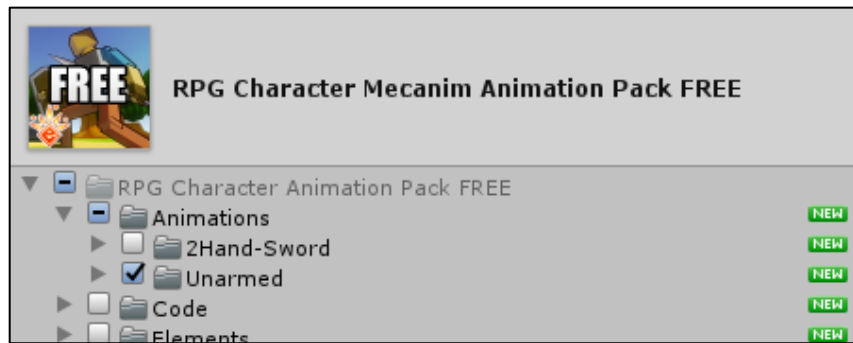 FREE
RPG Character Mecanim Animation Pack FREE
RPG Character Animation Pack FREE
Animations NEW
2Hand-Sword NEW
Unarmed NEW
Code NEW
Elements NEW